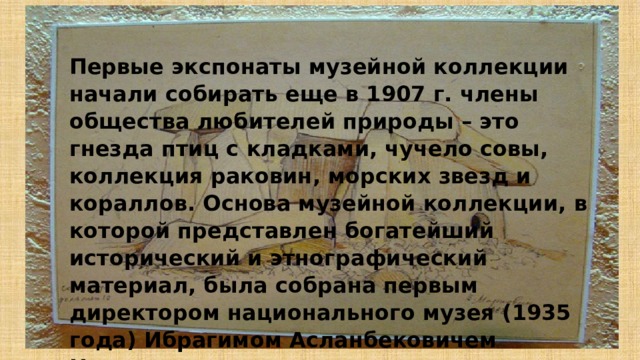 Первые экспонаты музейной коллекции
начали собирать еще в 1907 г. члены
общества любителей природы – это
гнезда птиц с кладками, чучело совы,
коллекция раковин, морских звезд и
кораллов. Основа музейной коллекции, в
которой представлен богатейший
исторический и этнографический
материал, была собрана первым
директором национального музея (1935
года) Ибрагимом Асланбековичем